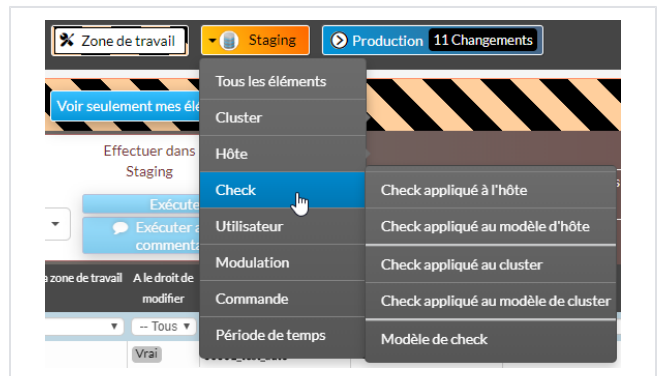 Zone de travail
Staging
Production 11 Changements
Tous les éléments
Voir seulement mes élé
Cluster
Effectuer dans
Staging
Hôte
Check
Check appliqué à l'hôte
Exécute
Utilisateur
Check appliqué au modèle d'hôte
Exécuter a
commenta
Modulation
Check appliqué au cluster
a zone de travail
A le droit de
modifier
Commande
Check appliqué au modèle de cluster
-- Tous
Période de temps
Modèle de check
Vrai